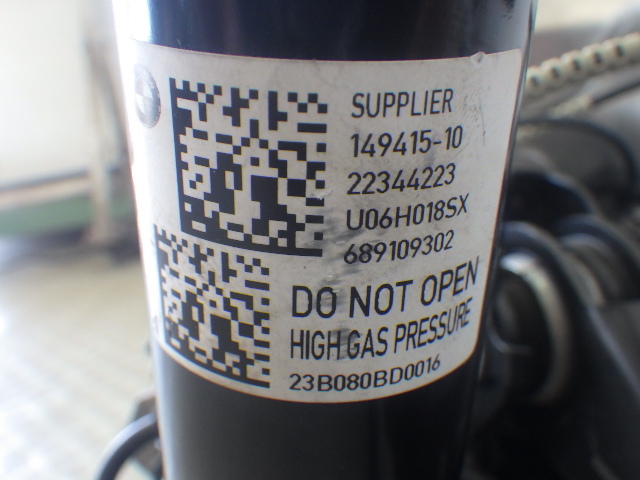 SUPPLIER
149415-10
22344223
U06H018SX
689109302
DO NOT OPEN
HIGH GAS PRESSURE
23B080BD0016